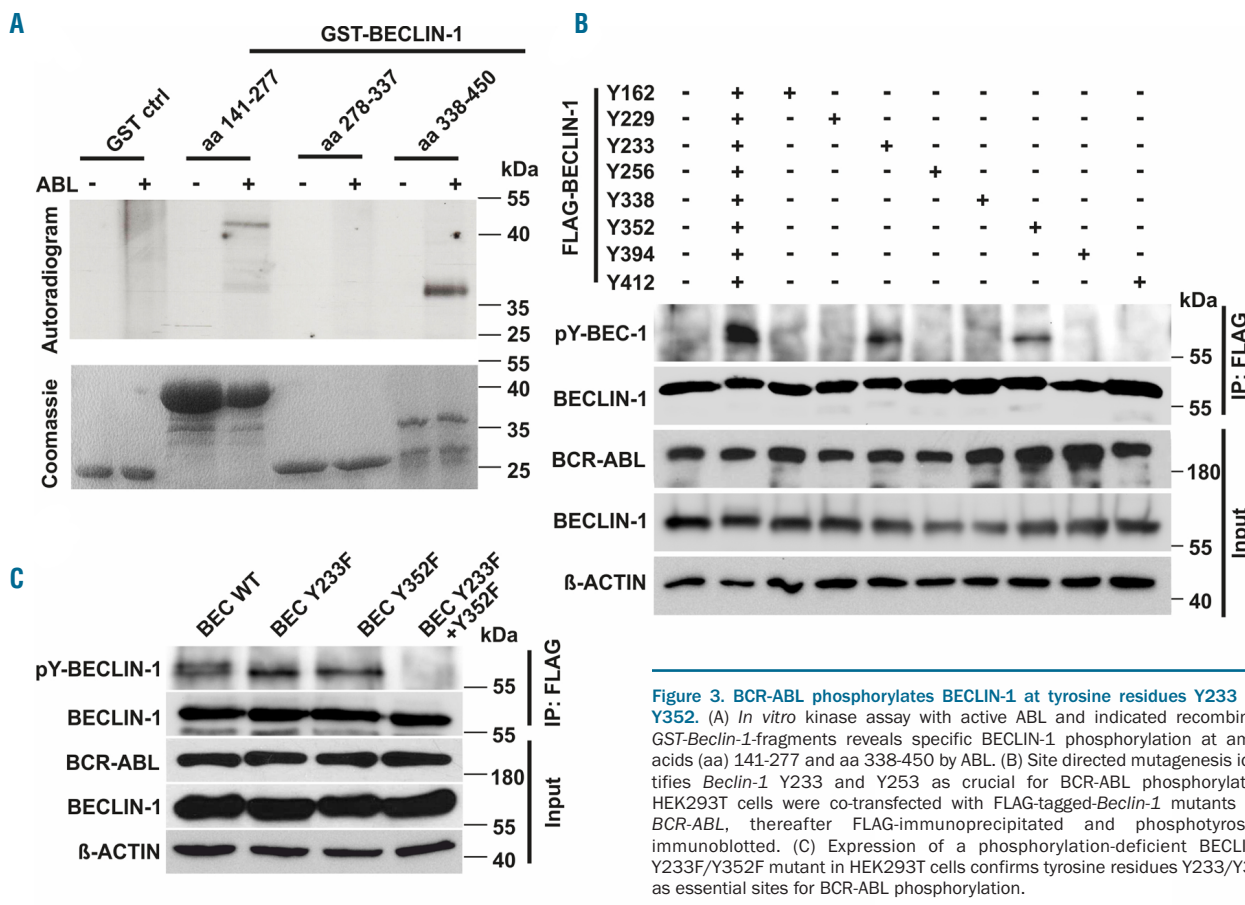 A
GST-BECLIN-1
GST ctrl
aa 141-277
aa 278-337
aa 338-450
kDa
ABL - + - + - + - +
Autoradiogram
55
40
35
25
Coomassie
55
40
35
25
B
FLAG-BECLIN-1
Y162 - + + - - - - - - -
Y229 - + - + - - - - - -
Y233 - + - - + - - - - -
Y256 - + - - - + - - - -
Y338 - + - - - - + - - -
Y352 - + - - - - - + - -
Y394 - + - - - - - - + -
Y412 - + - - - - - - - +
kDa
pY-BEC-1
55
BECLIN-1
55
IP: FLAG
BCR-ABL
180
BECLIN-1
55
ß-ACTIN
40
Input
C
BEC WT
BEC Y233F
BEC Y352F
BEC Y233F
+Y352F
kDa
pY-BECLIN-1
55
BECLIN-1
55
IP: FLAG
BCR-ABL
180
BECLIN-1
55
ß-ACTIN
40
Input
Figure 3. BCR-ABL phosphorylates BECLIN-1 at tyrosine residues Y233
Y352. (A) In vitro kinase assay with active ABL and indicated recombin
GST-Beclin-1-fragments reveals specific BECLIN-1 phosphorylation at am
acids (aa) 141-277 and aa 338-450 by ABL. (B) Site directed mutagenesis id
tifies Beclin-1 Y233 and Y253 as crucial for BCR-ABL phosphorylat
HEK293T cells were co-transfected with FLAG-tagged-Beclin-1 mutants
BCR-ABL, thereafter FLAG-immunoprecipitated and phosphotyros
immunoblotted. (C) Expression of a phosphorylation-deficient BECLI
Y233F/Y352F mutant in HEK293T cells confirms tyrosine residues Y233/Y3
as essential sites for BCR-ABL phosphorylation.